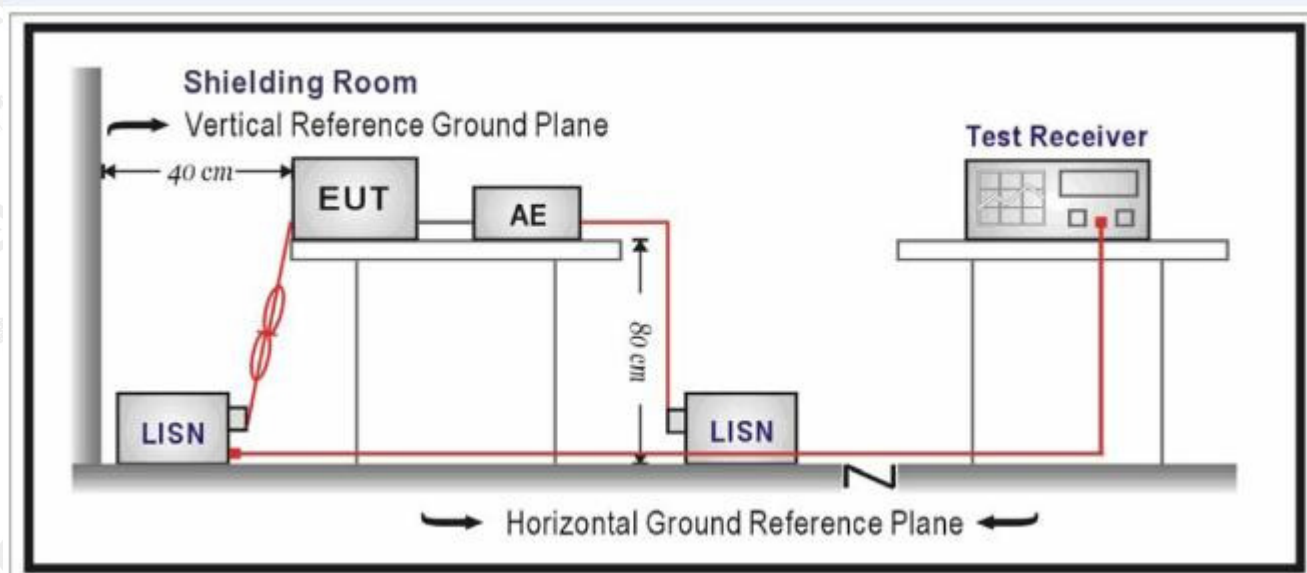 Shielding Room
Vertical Reference Ground Plane
Test Receiver
40 cm
EUT
AE
80 cm
LISN
LISN
Horizontal Ground Reference Plane